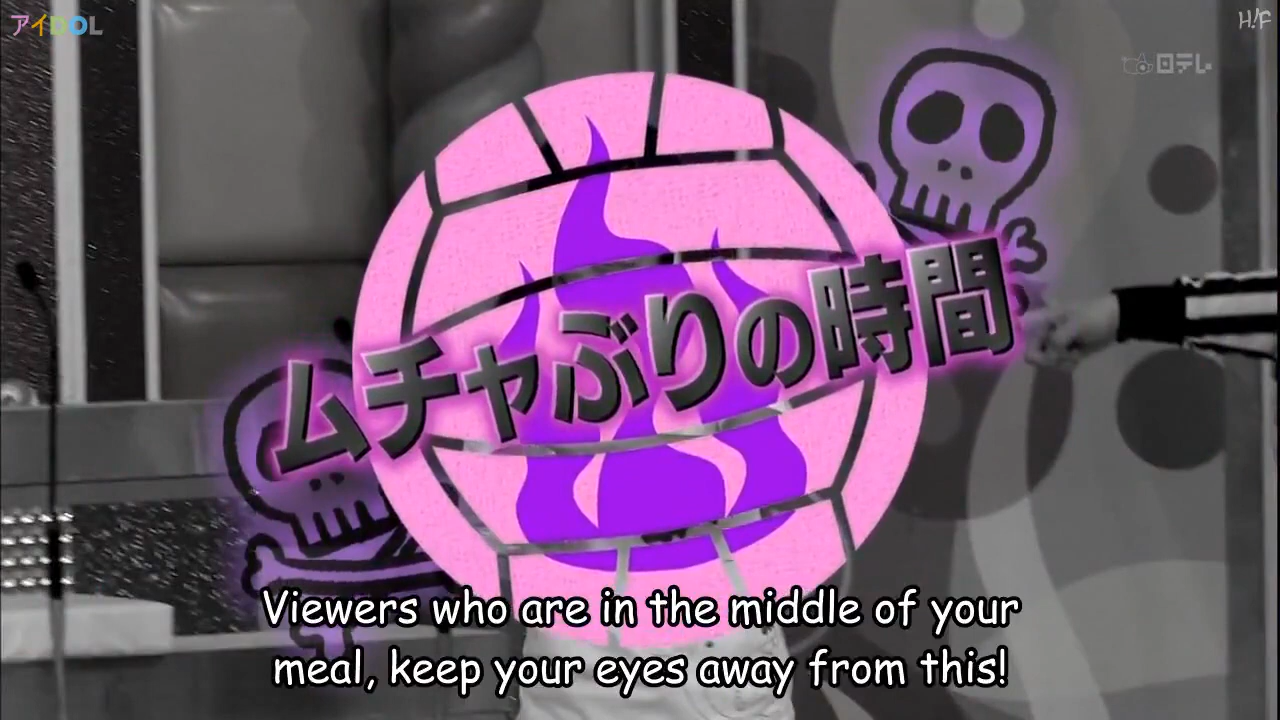 アイDOL
H!F
日テレ
ムチャぶりの時間
Viewers who are in the middle of your
meal, keep your eyes away from this!